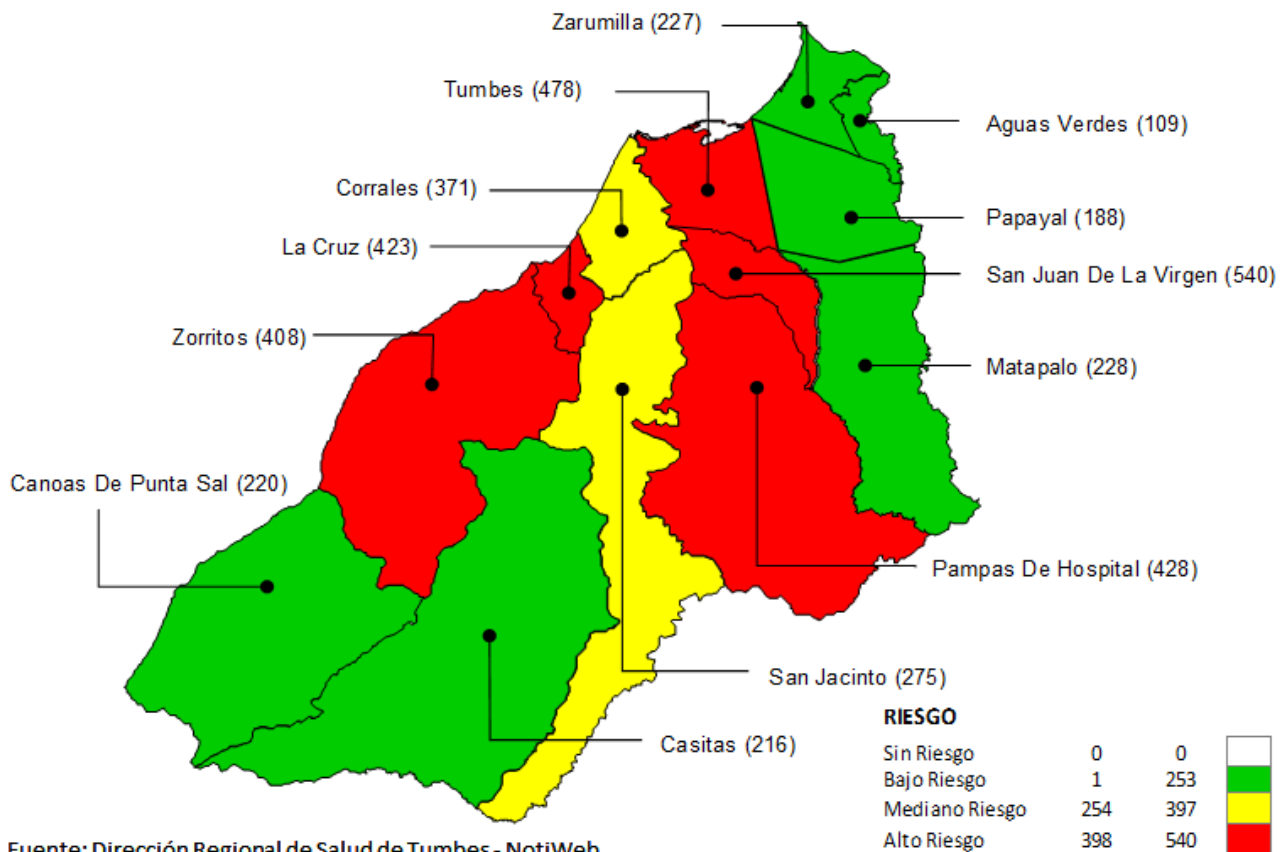 Zarumilla (227)
Tumbes (478)
Aguas Verdes (109)
Corrales (371)
Papayal (188)
La Cruz (423)
San Juan De La Virgen (540)
Zorritos (408)
Matapalo (228)
Canoas De Punta Sal (220)
Pampas De Hospital (428)
San Jacinto (275)
Casitas (216)
RIESGO
Sin Riesgo 0 0
Bajo Riesgo 1 253
Mediano Riesgo 254 397
Alto Riesgo 398 540
Fuente: Dirección Regional de Salud de Tumbes - NotiWeb